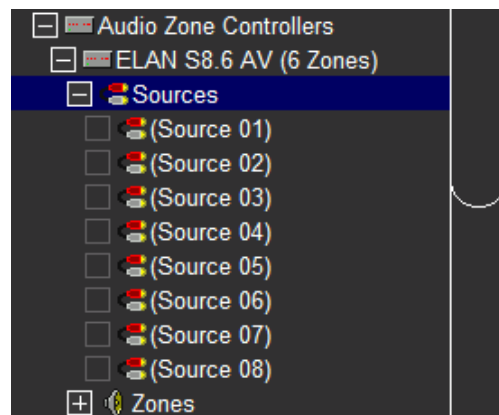 Audio Zone Controllers
ELAN S8.6 AV (6 Zones)
Sources
(Source 01)
(Source 02)
(Source 03)
(Source 04)
(Source 05)
(Source 06)
(Source 07)
(Source 08)
Zones